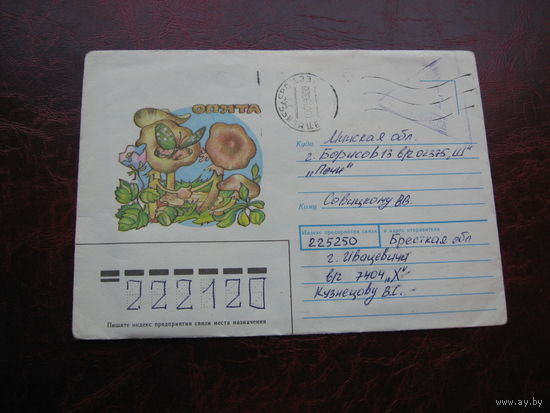 ОПЯТА
Куда Минская обл.
г. Борисов 13 в/ч 02375 „Ш"
„Печи"
Кому Совицкому ВВ.
Индекс предприятия связи и адрес отправителя
225250 Брестская обл
г. Ивацевичи
в/ч 7404 „Х"
Кузнецову В.С.
222120
Пишите индекс предприятия связи места назначения
www.ay.by